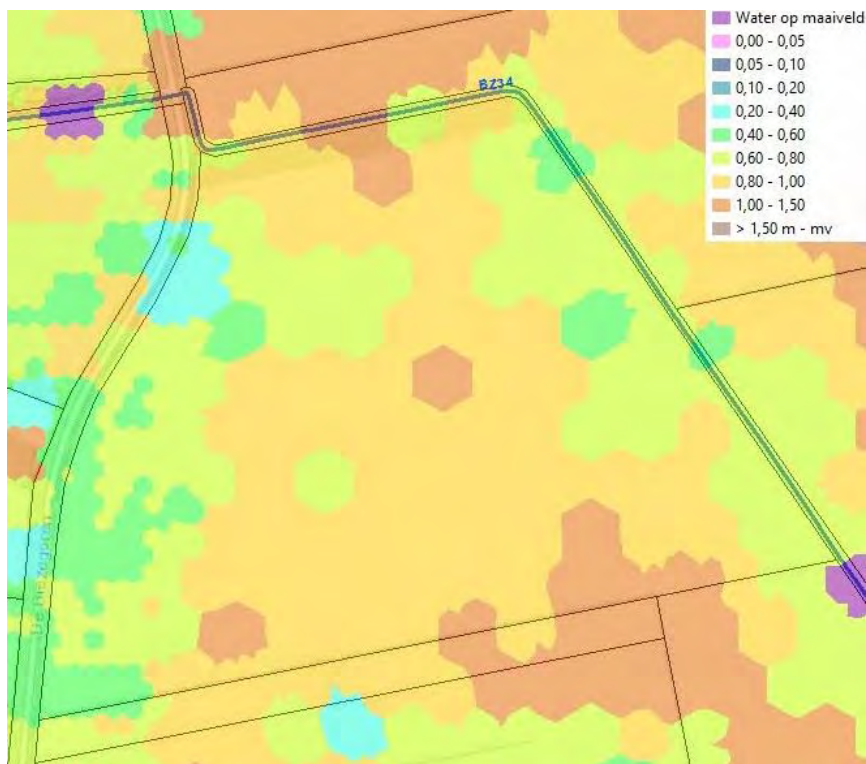 Water op maaiveld
0,00 - 0,05
0,05 - 0,10
0,10 - 0,20
0,20 - 0,40
0,40 - 0,60
0,60 - 0,80
0,80 - 1,00
1,00 - 1,50
> 1,50 m - mv
BZ34